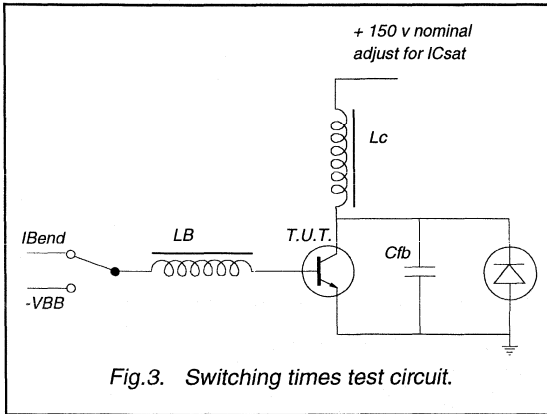 + 150 v nominal
adjust for ICsat
Lc
IBend
LB
T.U.T.
Cfb
-VBB
Fig.3. Switching times test circuit.